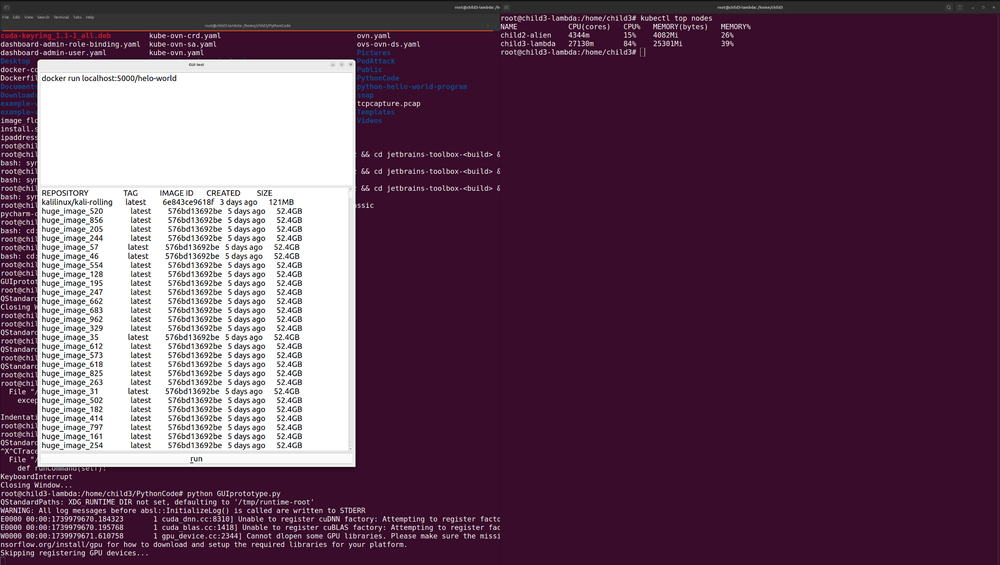 root@child3-lambda: /h
File Edit View Search Terminal Tabs Help
root@child3-lambda: /home/child3/PythonCode
cuda-keyring_1.1-1_all.deb kube-ovn-crd.yaml ovn.yaml
dashboard-admin-role-binding.yaml kube-ovn-sa.yaml ovs-ovn-ds.yaml
dashboard-admin-user.yaml kube-ovn.yaml Pictures
Desktop PodAttack
docker-co Public
Dockerfil PythonCode
Documents python-hello-world-program
Downloads snap
example-v tcpcapture.pcap
example-v Templates
image_flo Videos
install.s
ipaddress
root@chil
root@chil && cd jetbrains-toolbox-<build> &
bash: syn
root@chil && cd jetbrains-toolbox-<build> &
bash: syn
root@chil && cd jetbrains-toolbox-<build> &
bash: syn
root@chil assic
pycharm-c
root@chil
bash: cd:
root@chil
root@chil
bash: cd:
root@chil
root@chil
GUIprotot
root@chil
QStandard
Closing W
root@chil
root@chil
QStandard
root@chil
QStandard
root@chil
QStandard
root@chil
root@chil
File "/
excep
Indentati
root@chil
root@chil
QStandard
^X^CTrace
File "/
def runCommand(self):
KeyboardInterrupt
Closing Window...
root@child3-lambda:/home/child3/PythonCode# python GUIprototype.py
QStandardPaths: XDG_RUNTIME_DIR not set, defaulting to '/tmp/runtime-root'
WARNING: All log messages before absl::InitializeLog() is called are written to STDERR
E0000 00:00:1739979670.184323 1 cuda_dnn.cc:8310] Unable to register cuDNN factory: Attempting to register facto
E0000 00:00:1739979670.195768 1 cuda_blas.cc:1418] Unable to register cuBLAS factory: Attempting to register fac
W0000 00:00:1739979671.610758 1 gpu_device.cc:2344] Cannot dlopen some GPU libraries. Please make sure the missi
nsorflow.org/install/gpu for how to download and setup the required libraries for your platform.
Skipping registering GPU devices...
GUI test
docker run localhost:5000/helo-world
REPOSITORY TAG IMAGE ID CREATED SIZE
kalilinux/kali-rolling latest 6e843ce9618f 3 days ago 121MB
huge_image_520 latest 576bd13692be 5 days ago 52.4GB
huge_image_856 latest 576bd13692be 5 days ago 52.4GB
huge_image_205 latest 576bd13692be 5 days ago 52.4GB
huge_image_244 latest 576bd13692be 5 days ago 52.4GB
huge_image_57 latest 576bd13692be 5 days ago 52.4GB
huge_image_46 latest 576bd13692be 5 days ago 52.4GB
huge_image_554 latest 576bd13692be 5 days ago 52.4GB
huge_image_128 latest 576bd13692be 5 days ago 52.4GB
huge_image_195 latest 576bd13692be 5 days ago 52.4GB
huge_image_247 latest 576bd13692be 5 days ago 52.4GB
huge_image_662 latest 576bd13692be 5 days ago 52.4GB
huge_image_683 latest 576bd13692be 5 days ago 52.4GB
huge_image_962 latest 576bd13692be 5 days ago 52.4GB
huge_image_329 latest 576bd13692be 5 days ago 52.4GB
huge_image_35 latest 576bd13692be 5 days ago 52.4GB
huge_image_612 latest 576bd13692be 5 days ago 52.4GB
huge_image_573 latest 576bd13692be 5 days ago 52.4GB
huge_image_618 latest 576bd13692be 5 days ago 52.4GB
huge_image_825 latest 576bd13692be 5 days ago 52.4GB
huge_image_263 latest 576bd13692be 5 days ago 52.4GB
huge_image_31 latest 576bd13692be 5 days ago 52.4GB
huge_image_502 latest 576bd13692be 5 days ago 52.4GB
huge_image_182 latest 576bd13692be 5 days ago 52.4GB
huge_image_414 latest 576bd13692be 5 days ago 52.4GB
huge_image_797 latest 576bd13692be 5 days ago 52.4GB
huge_image_161 latest 576bd13692be 5 days ago 52.4GB
huge_image_254 latest 576bd13692be 5 days ago 52.4GB
run
root@child3-lambda: /home/child3
root@child3-lambda:/home/child3# kubectl top nodes
NAME CPU(cores) CPU% MEMORY(bytes) MEMORY%
child2-alien 4344m 15% 4082Mi 26%
child3-lambda 27130m 84% 25301Mi 39%
root@child3-lambda:/home/child3#